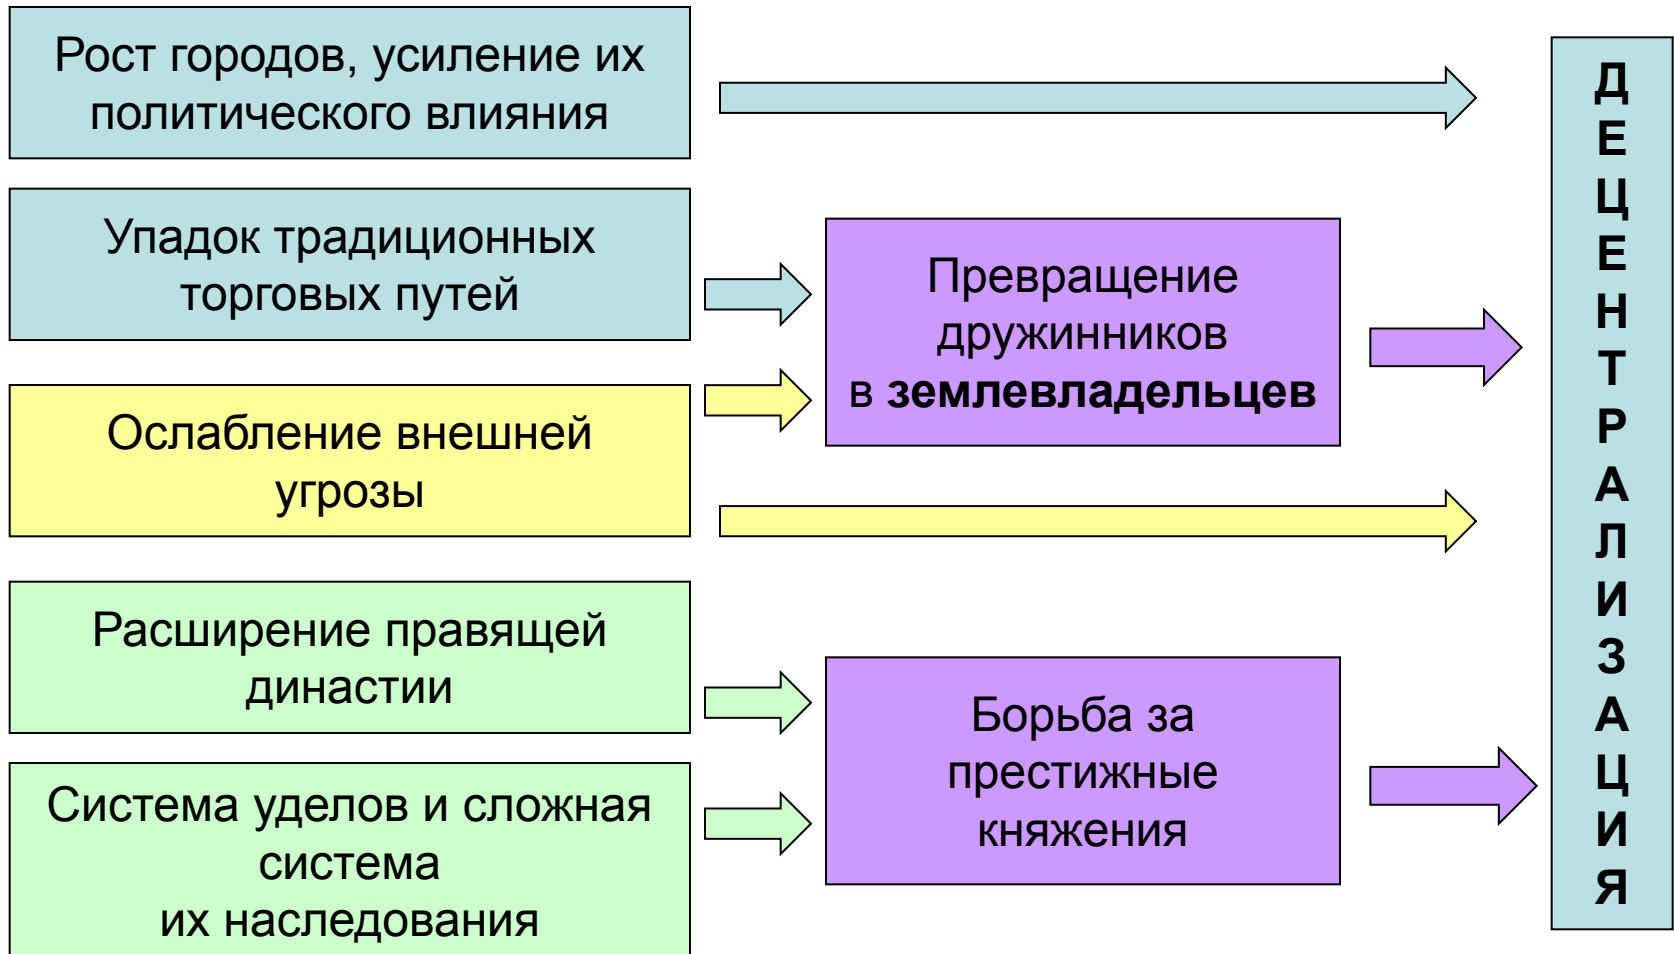 Рост городов, усиление их
политического влияния
Упадок традиционных
торговых путей
Ослабление внешней
угрозы
Расширение правящей
династии
Система уделов и сложная
система
их наследования
Превращение
дружинников
в землевладельцев
Борьба за
престижные
княжения
Д
Е
Ц
Е
Н
Т
Р
А
Л
И
З
А
Ц
И
Я